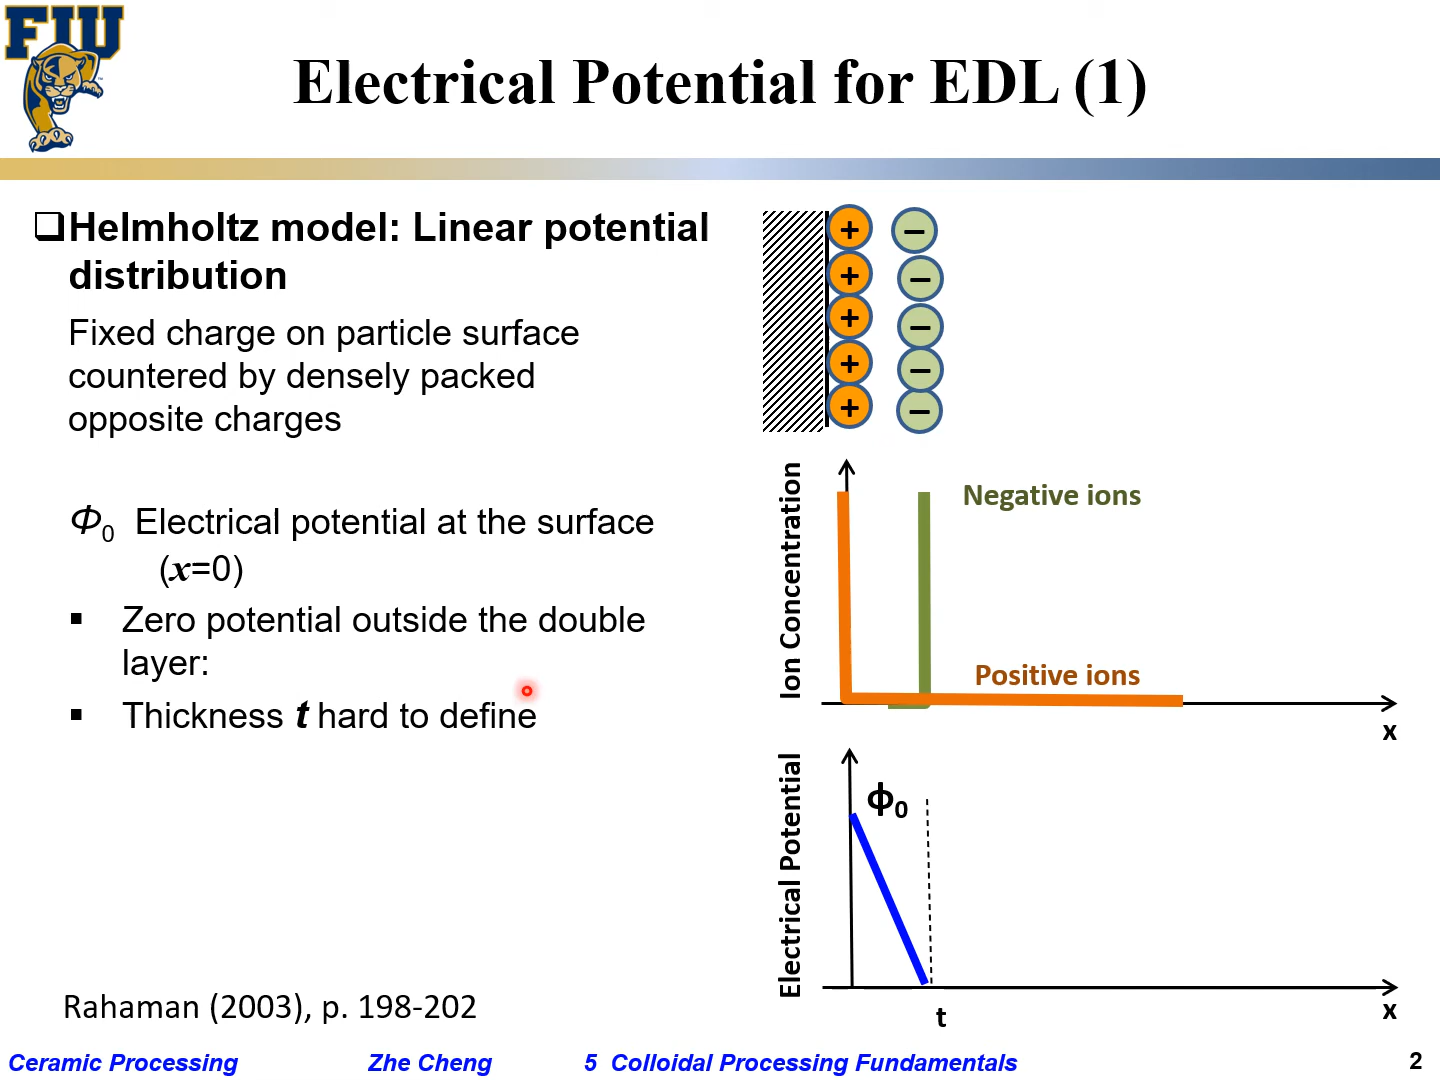 FIU
Electrical Potential for EDL (1)
❑Helmholtz model: Linear potential
distribution
Fixed charge on particle surface
countered by densely packed
opposite charges
Φ0 Electrical potential at the surface
(x=0)
▪ Zero potential outside the double
layer:
▪ Thickness t hard to define
Rahaman (2003), p. 198-202
+ –
+ –
+ –
+ –
+ –
Ion Concentration
Negative ions
Positive ions
x
Electrical Potential
ϕ0
t
x
Ceramic Processing Zhe Cheng 5 Colloidal Processing Fundamentals 2